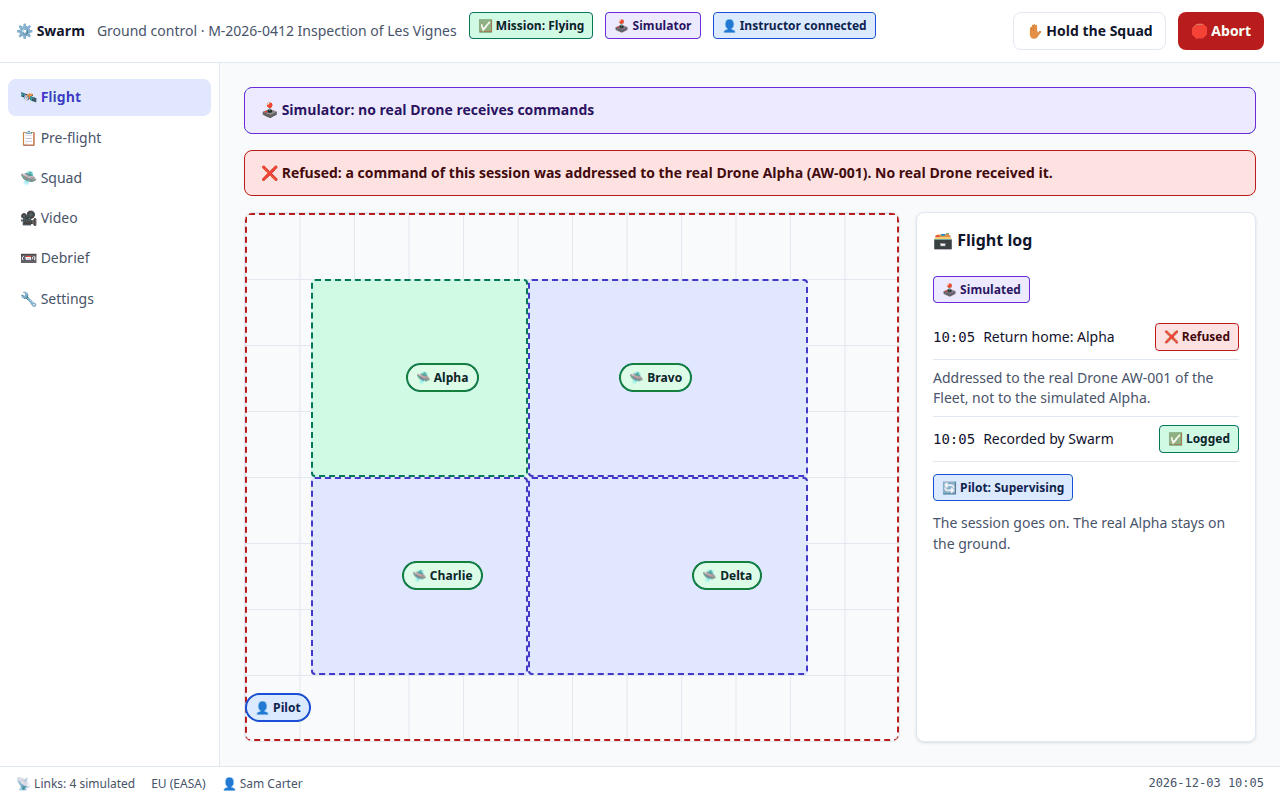 ⚙️ Swarm Ground control · M-2026-0412 Inspection of Les Vignes ✅ Mission: Flying 🕹️ Simulator 👤 Instructor connected ✋ Hold the Squad 🛑 Abort
🛰️ Flight
📋 Pre-flight
🛸 Squad
🎥 Video
📼 Debrief
🔧 Settings
🕹️ Simulator: no real Drone receives commands
❌ Refused: a command of this session was addressed to the real Drone Alpha (AW-001). No real Drone received it.
🛸 Alpha
🛸 Bravo
🛸 Charlie
🛸 Delta
👤 Pilot
🗃️ Flight log
🕹️ Simulated
10:05 Return home: Alpha ❌ Refused
Addressed to the real Drone AW-001 of the
Fleet, not to the simulated Alpha.
10:05 Recorded by Swarm ✅ Logged
🔄 Pilot: Supervising
The session goes on. The real Alpha stays on
the ground.
📡 Links: 4 simulated EU (EASA) 👤 Sam Carter 2026-12-03 10:05